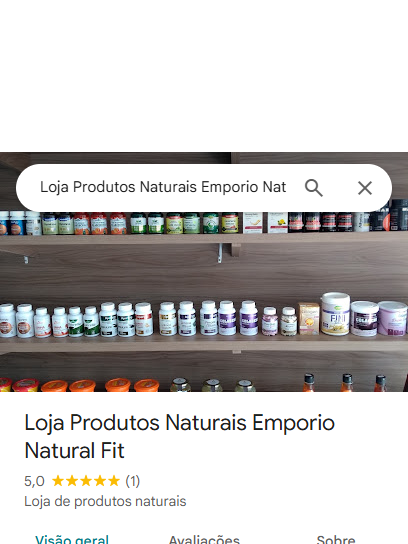 Loja Produtos Naturais Emporio Nat
Loja Produtos Naturais Emporio
Natural Fit
5,0 ★★★★★ (1)
Loja de produtos naturais
Visão geral Avaliações Sobre